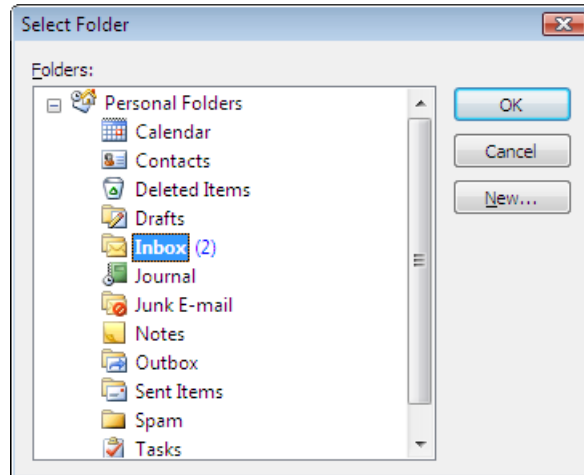 Select Folder
Folders:
Personal Folders
Calendar
Contacts
Deleted Items
Drafts
Inbox (2)
Journal
Junk E-mail
Notes
Outbox
Sent Items
Spam
Tasks
OK
Cancel
New...